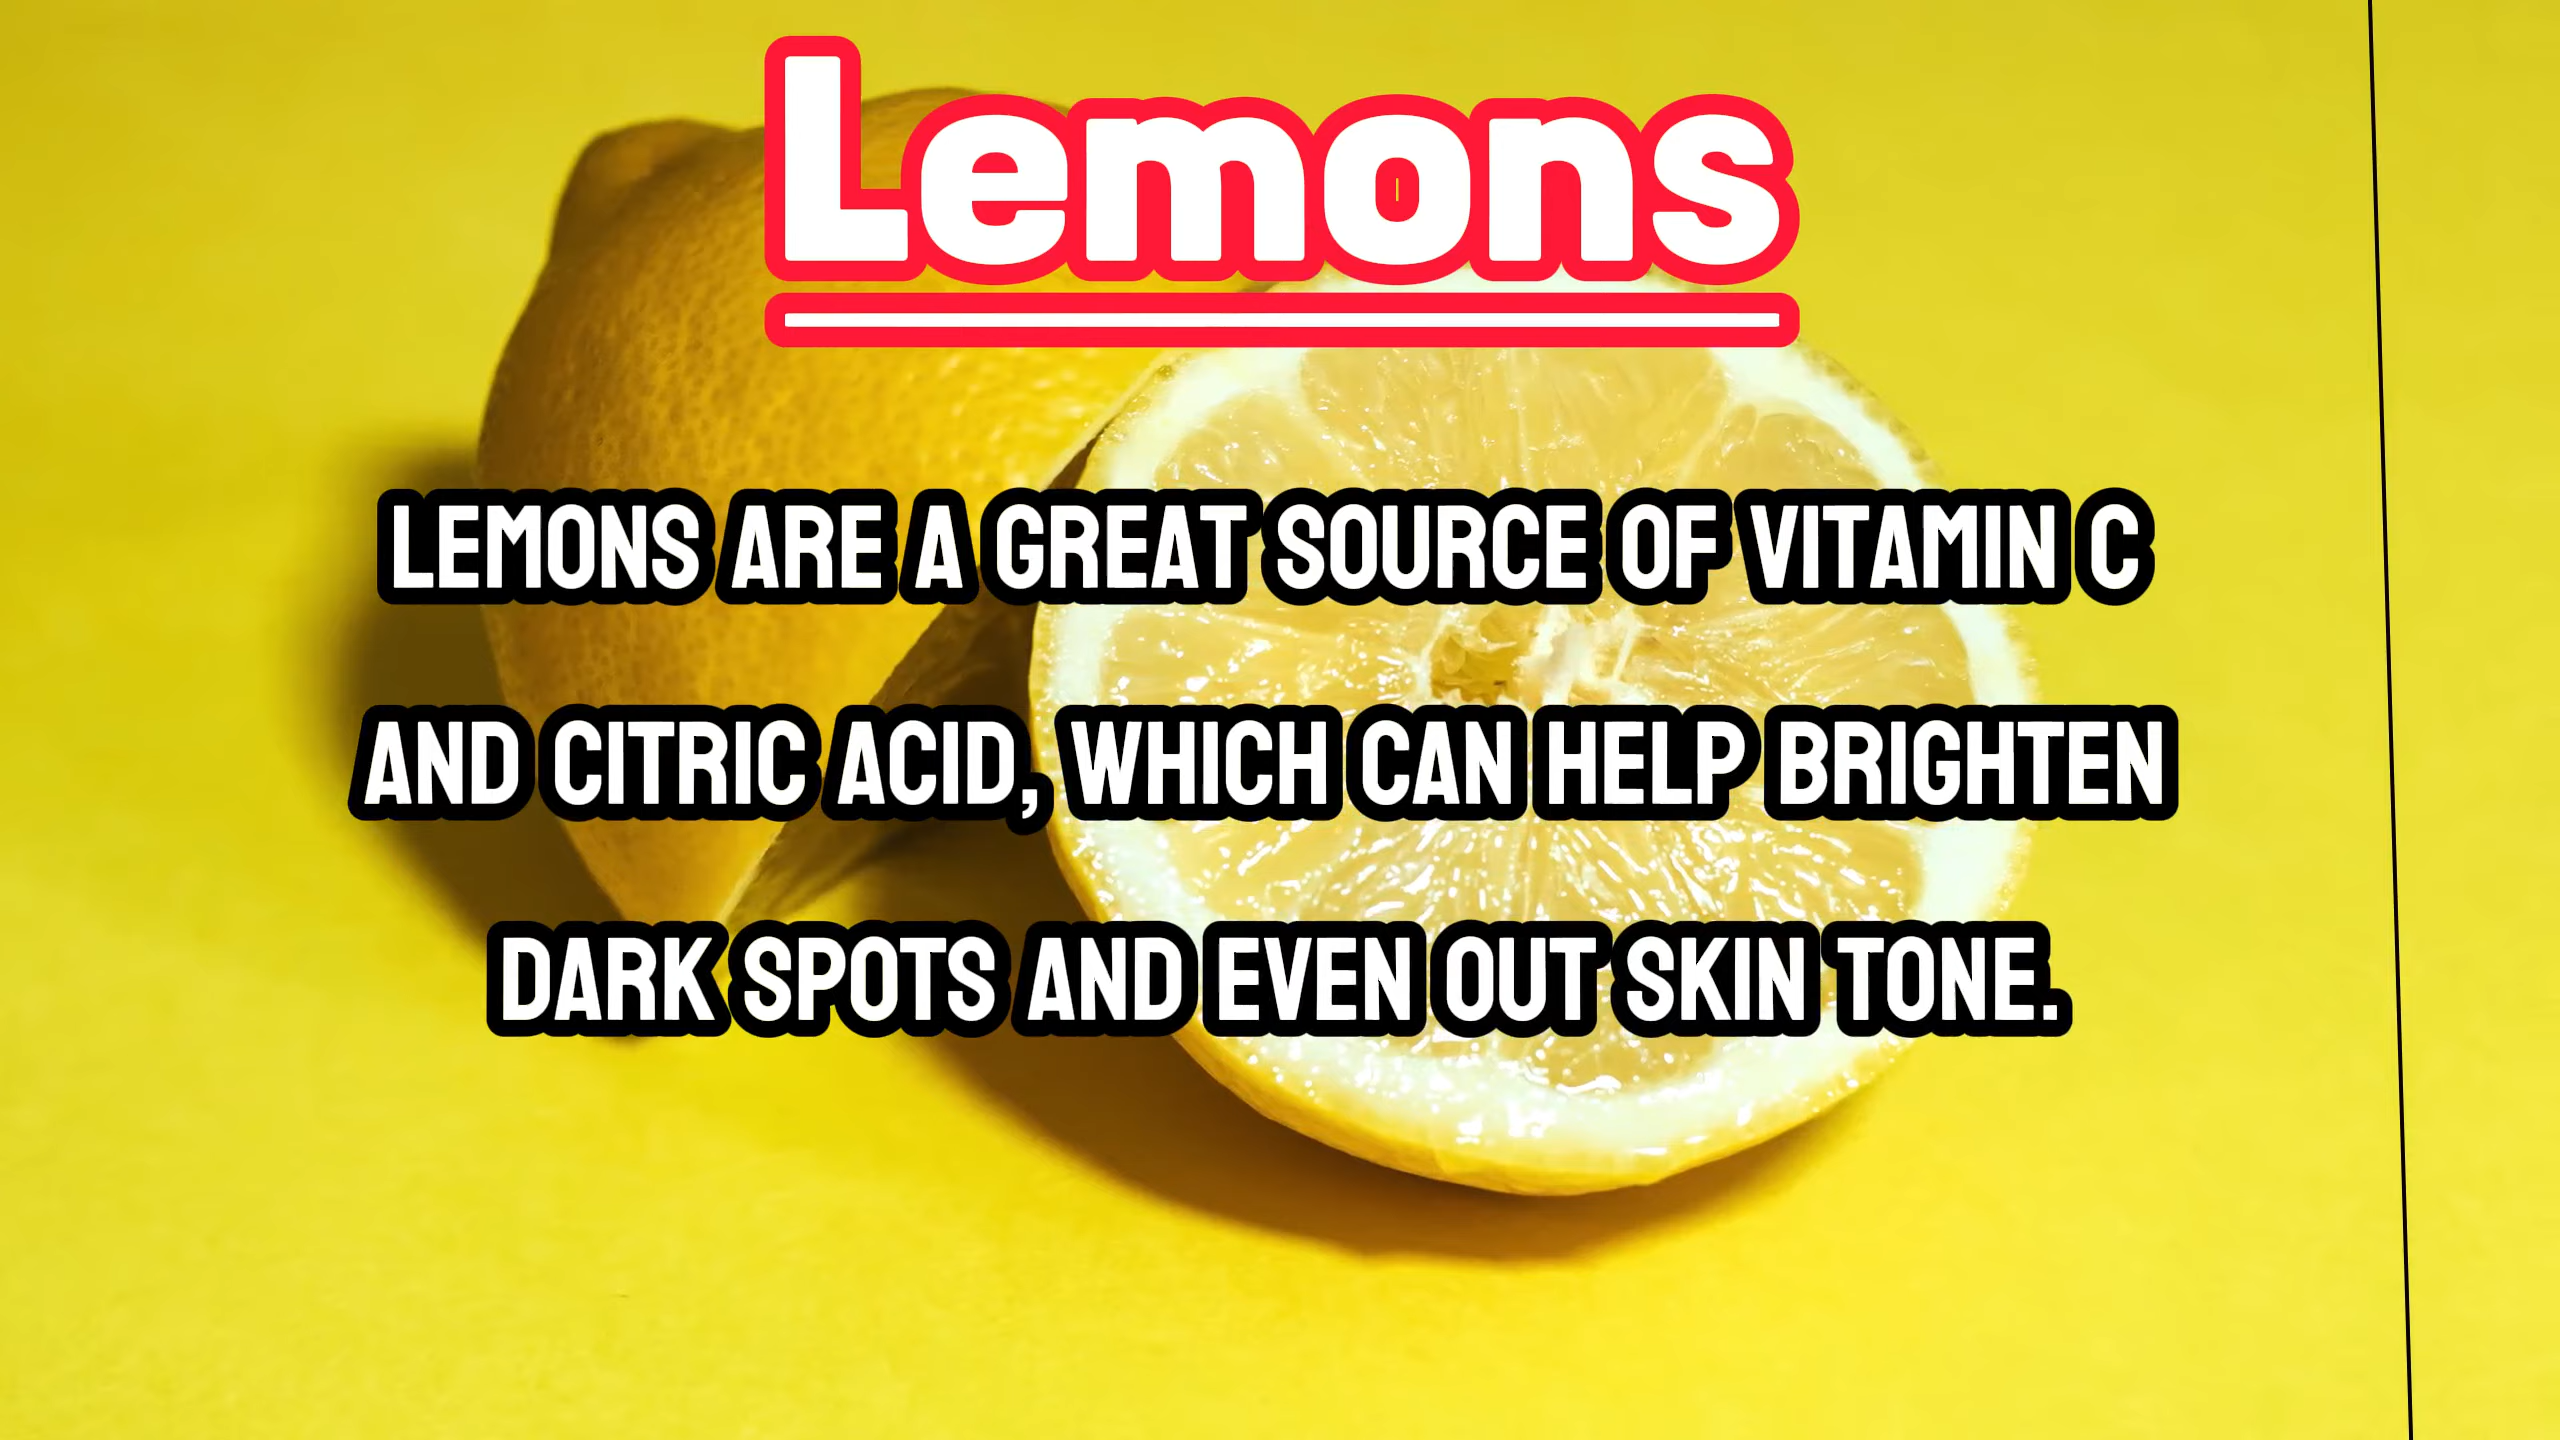 Lemons
LEMONS ARE A GREAT SOURCE OF VITAMIN C
AND CITRIC ACID, WHICH CAN HELP BRIGHTEN
DARK SPOTS AND EVEN OUT SKIN TONE.